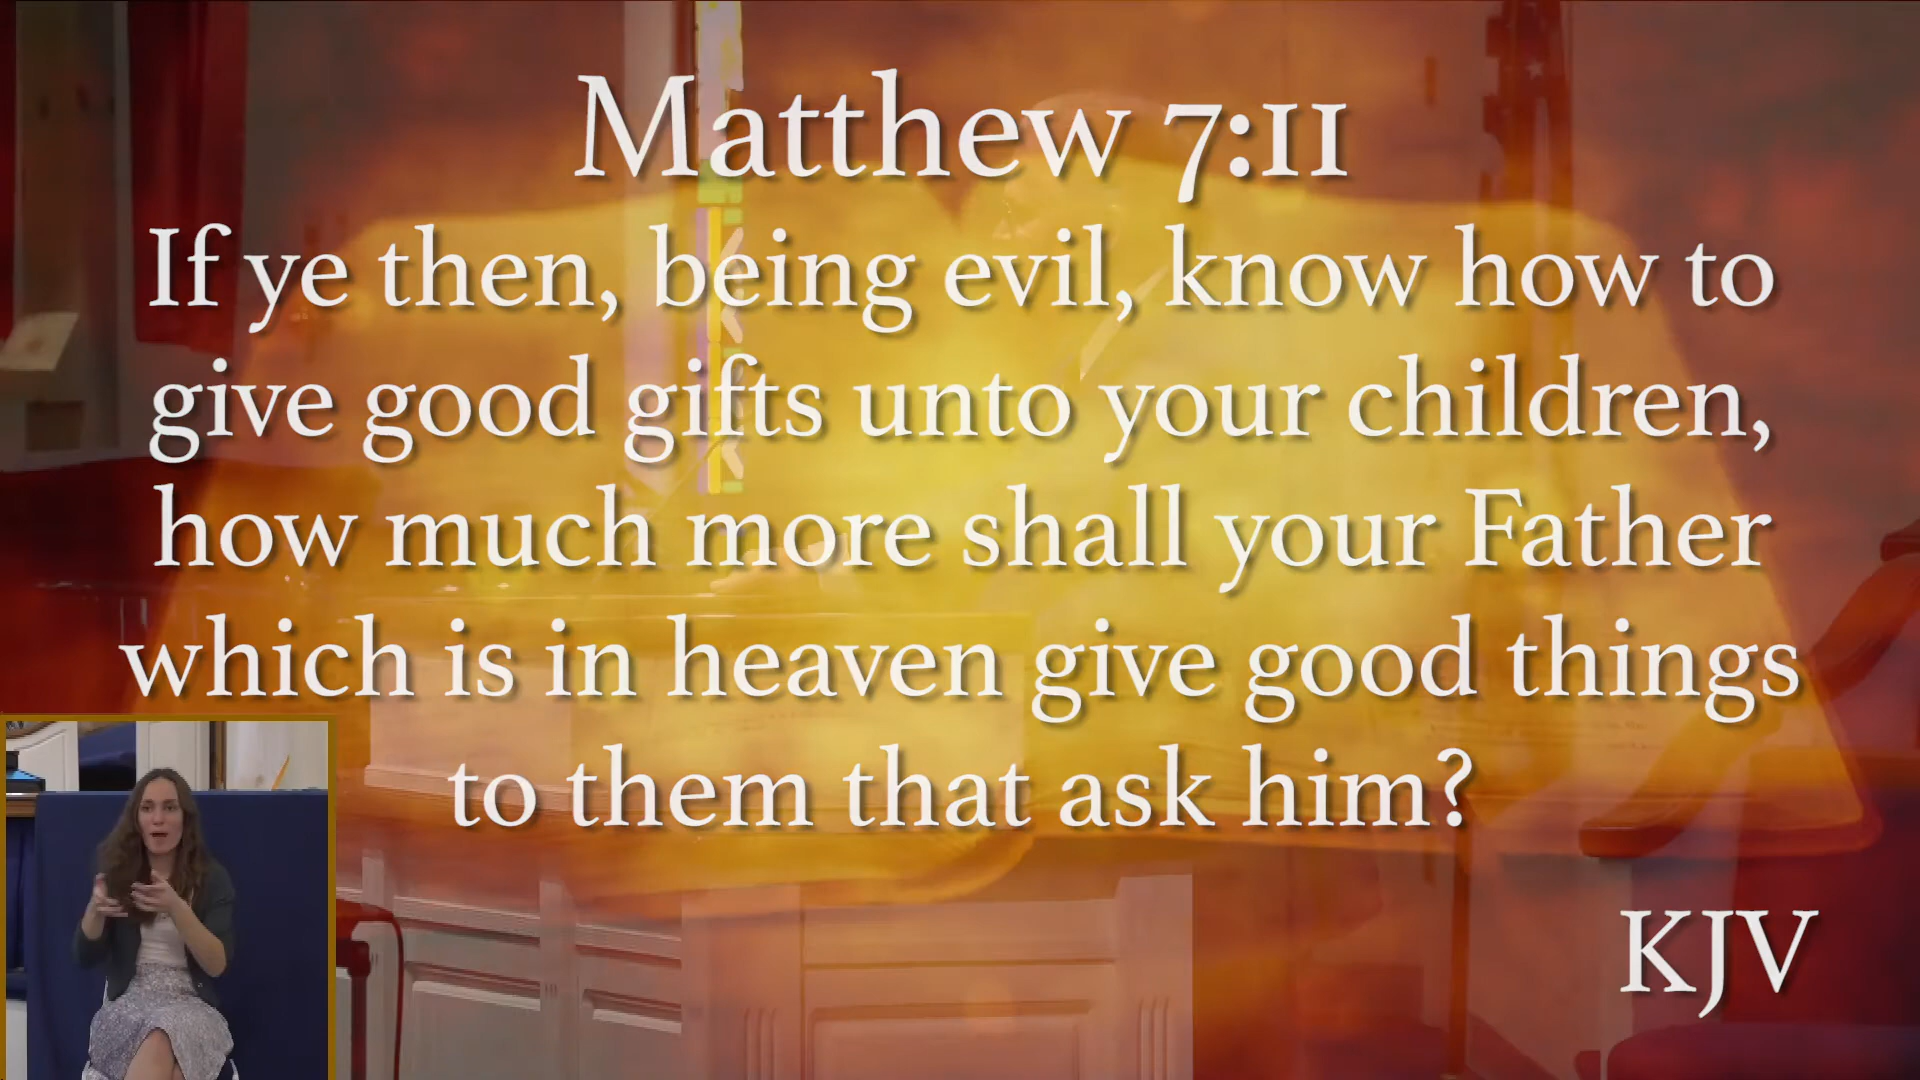 Matthew 7:11
If ye then, being evil, know how to
give good gifts unto your children,
how much more shall your Father
which is in heaven give good things
to them that ask him?
KJV